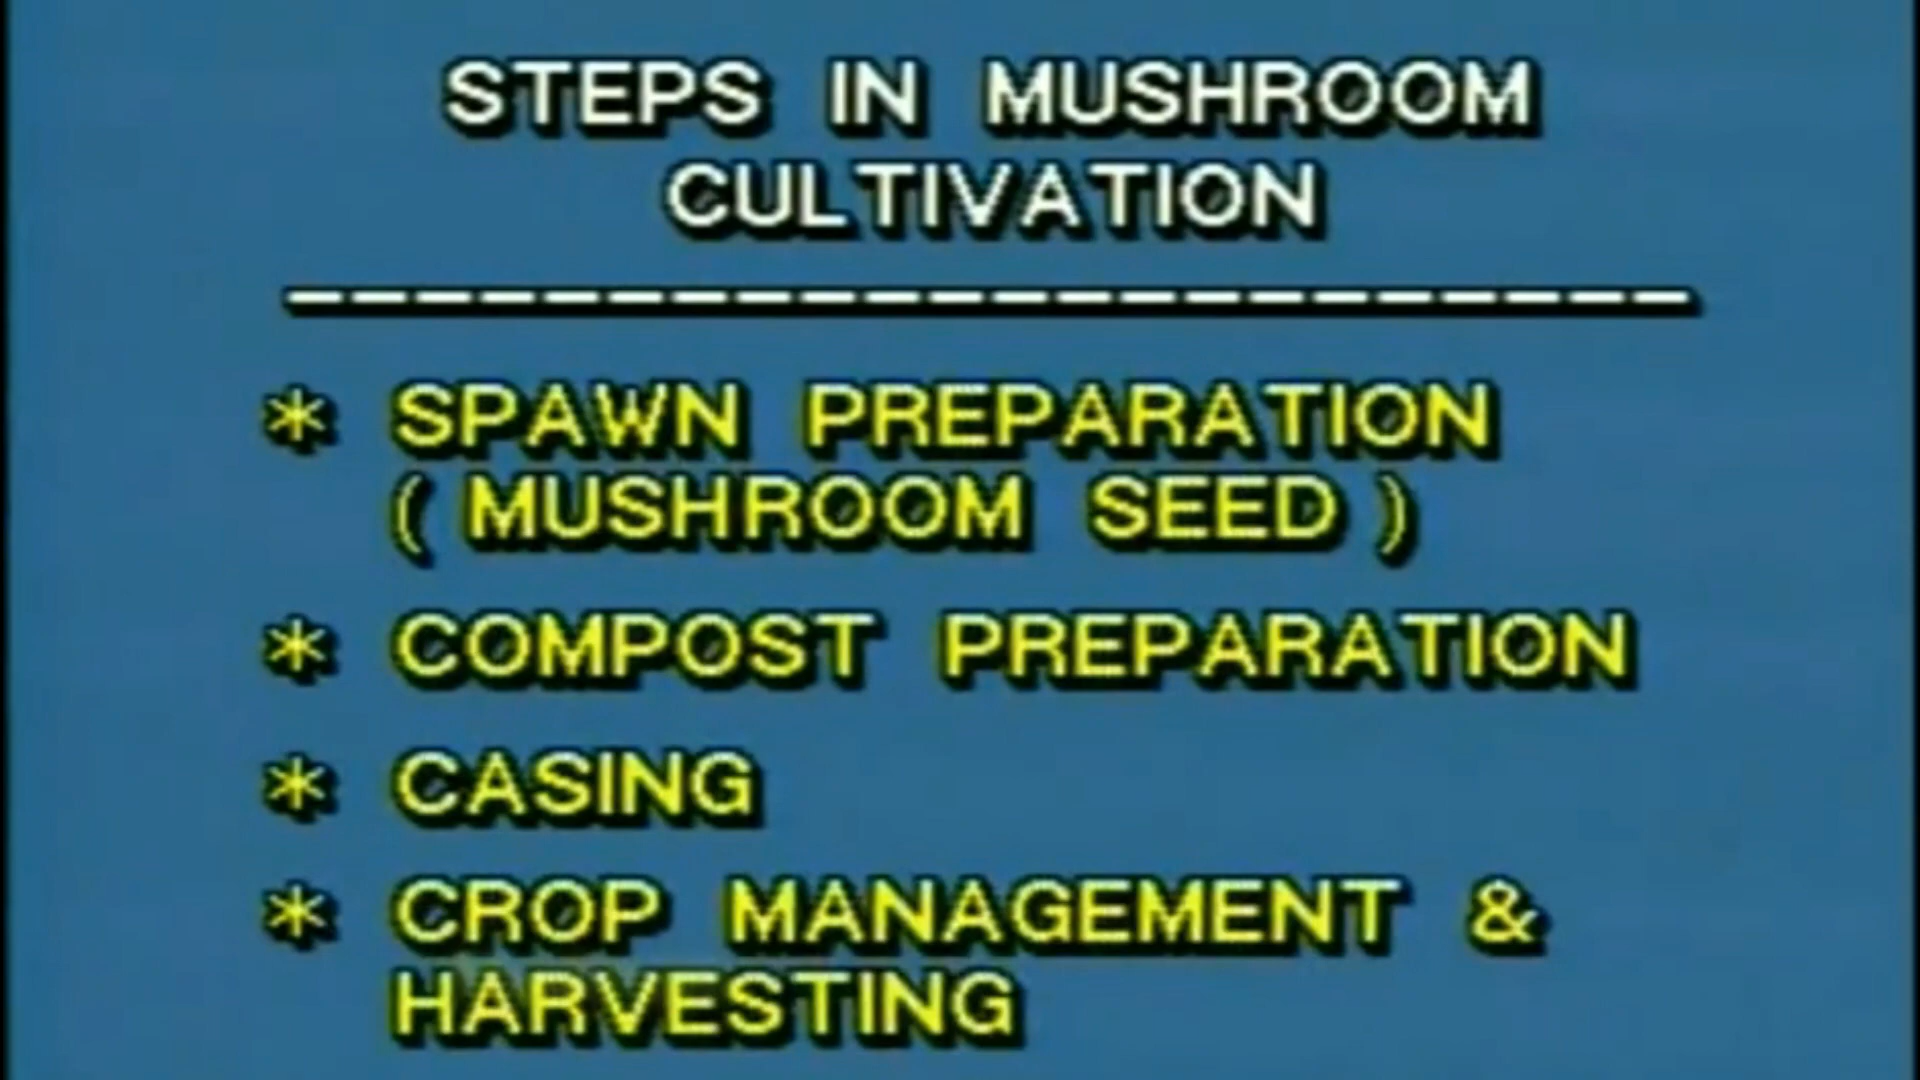 STEPS IN MUSHROOM
CULTIVATION
----------------------
* SPAWN PREPARATION
( MUSHROOM SEED )
* COMPOST PREPARATION
* CASING
* CROP MANAGEMENT &
HARVESTING